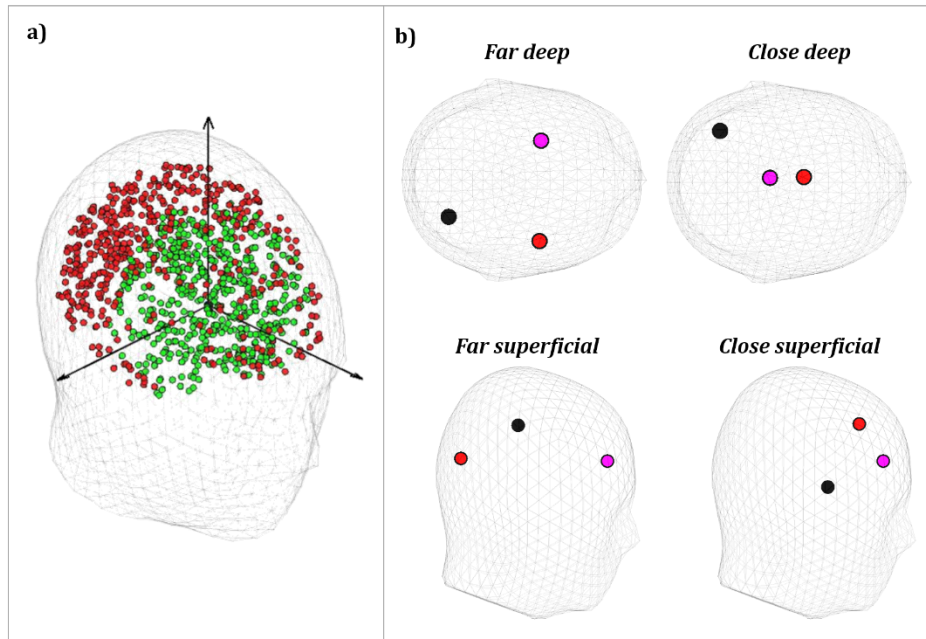 a)
b)
Far deep
Close deep
Far superficial
Close superficial